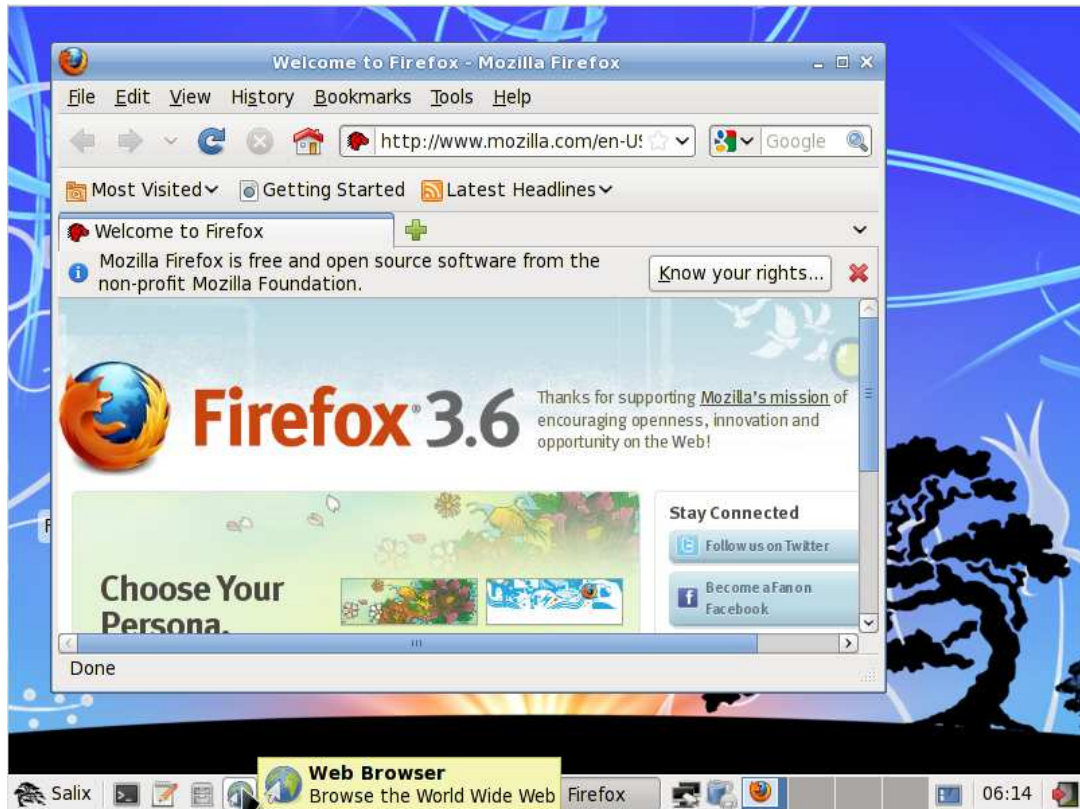 Welcome to Firefox - Mozilla Firefox
File Edit View History Bookmarks Tools Help
http://www.mozilla.com/en-US
Google
Most Visited Getting Started Latest Headlines
Welcome to Firefox
Mozilla Firefox is free and open source software from the
non-profit Mozilla Foundation.
Know your rights...
Firefox® 3.6
Thanks for supporting Mozilla's mission of
encouraging openness, innovation and
opportunity on the Web!
Stay Connected
Follow us on Twitter
Become a Fan on
Facebook
Choose Your
Persona.
Done
Web Browser
Browse the World Wide Web
Salix
Firefox
06:14